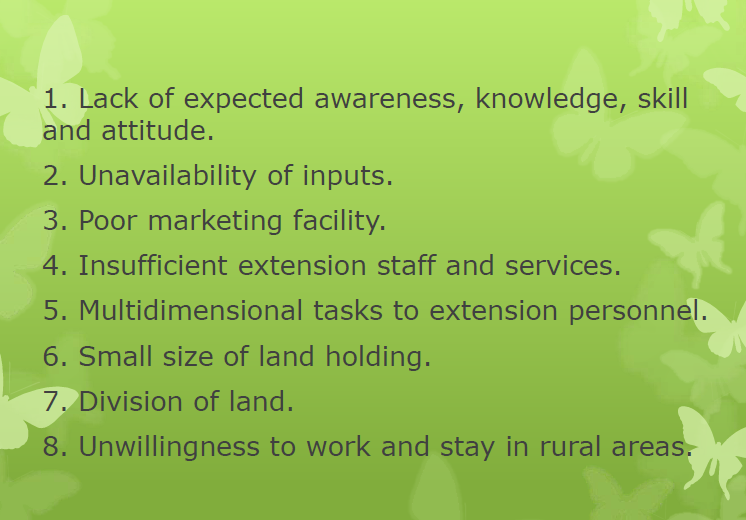 1. Lack of expected awareness, knowledge, skill
and attitude.
2. Unavailability of inputs.
3. Poor marketing facility.
4. Insufficient extension staff and services.
5. Multidimensional tasks to extension personnel.
6. Small size of land holding.
7. Division of land.
8. Unwillingness to work and stay in rural areas.